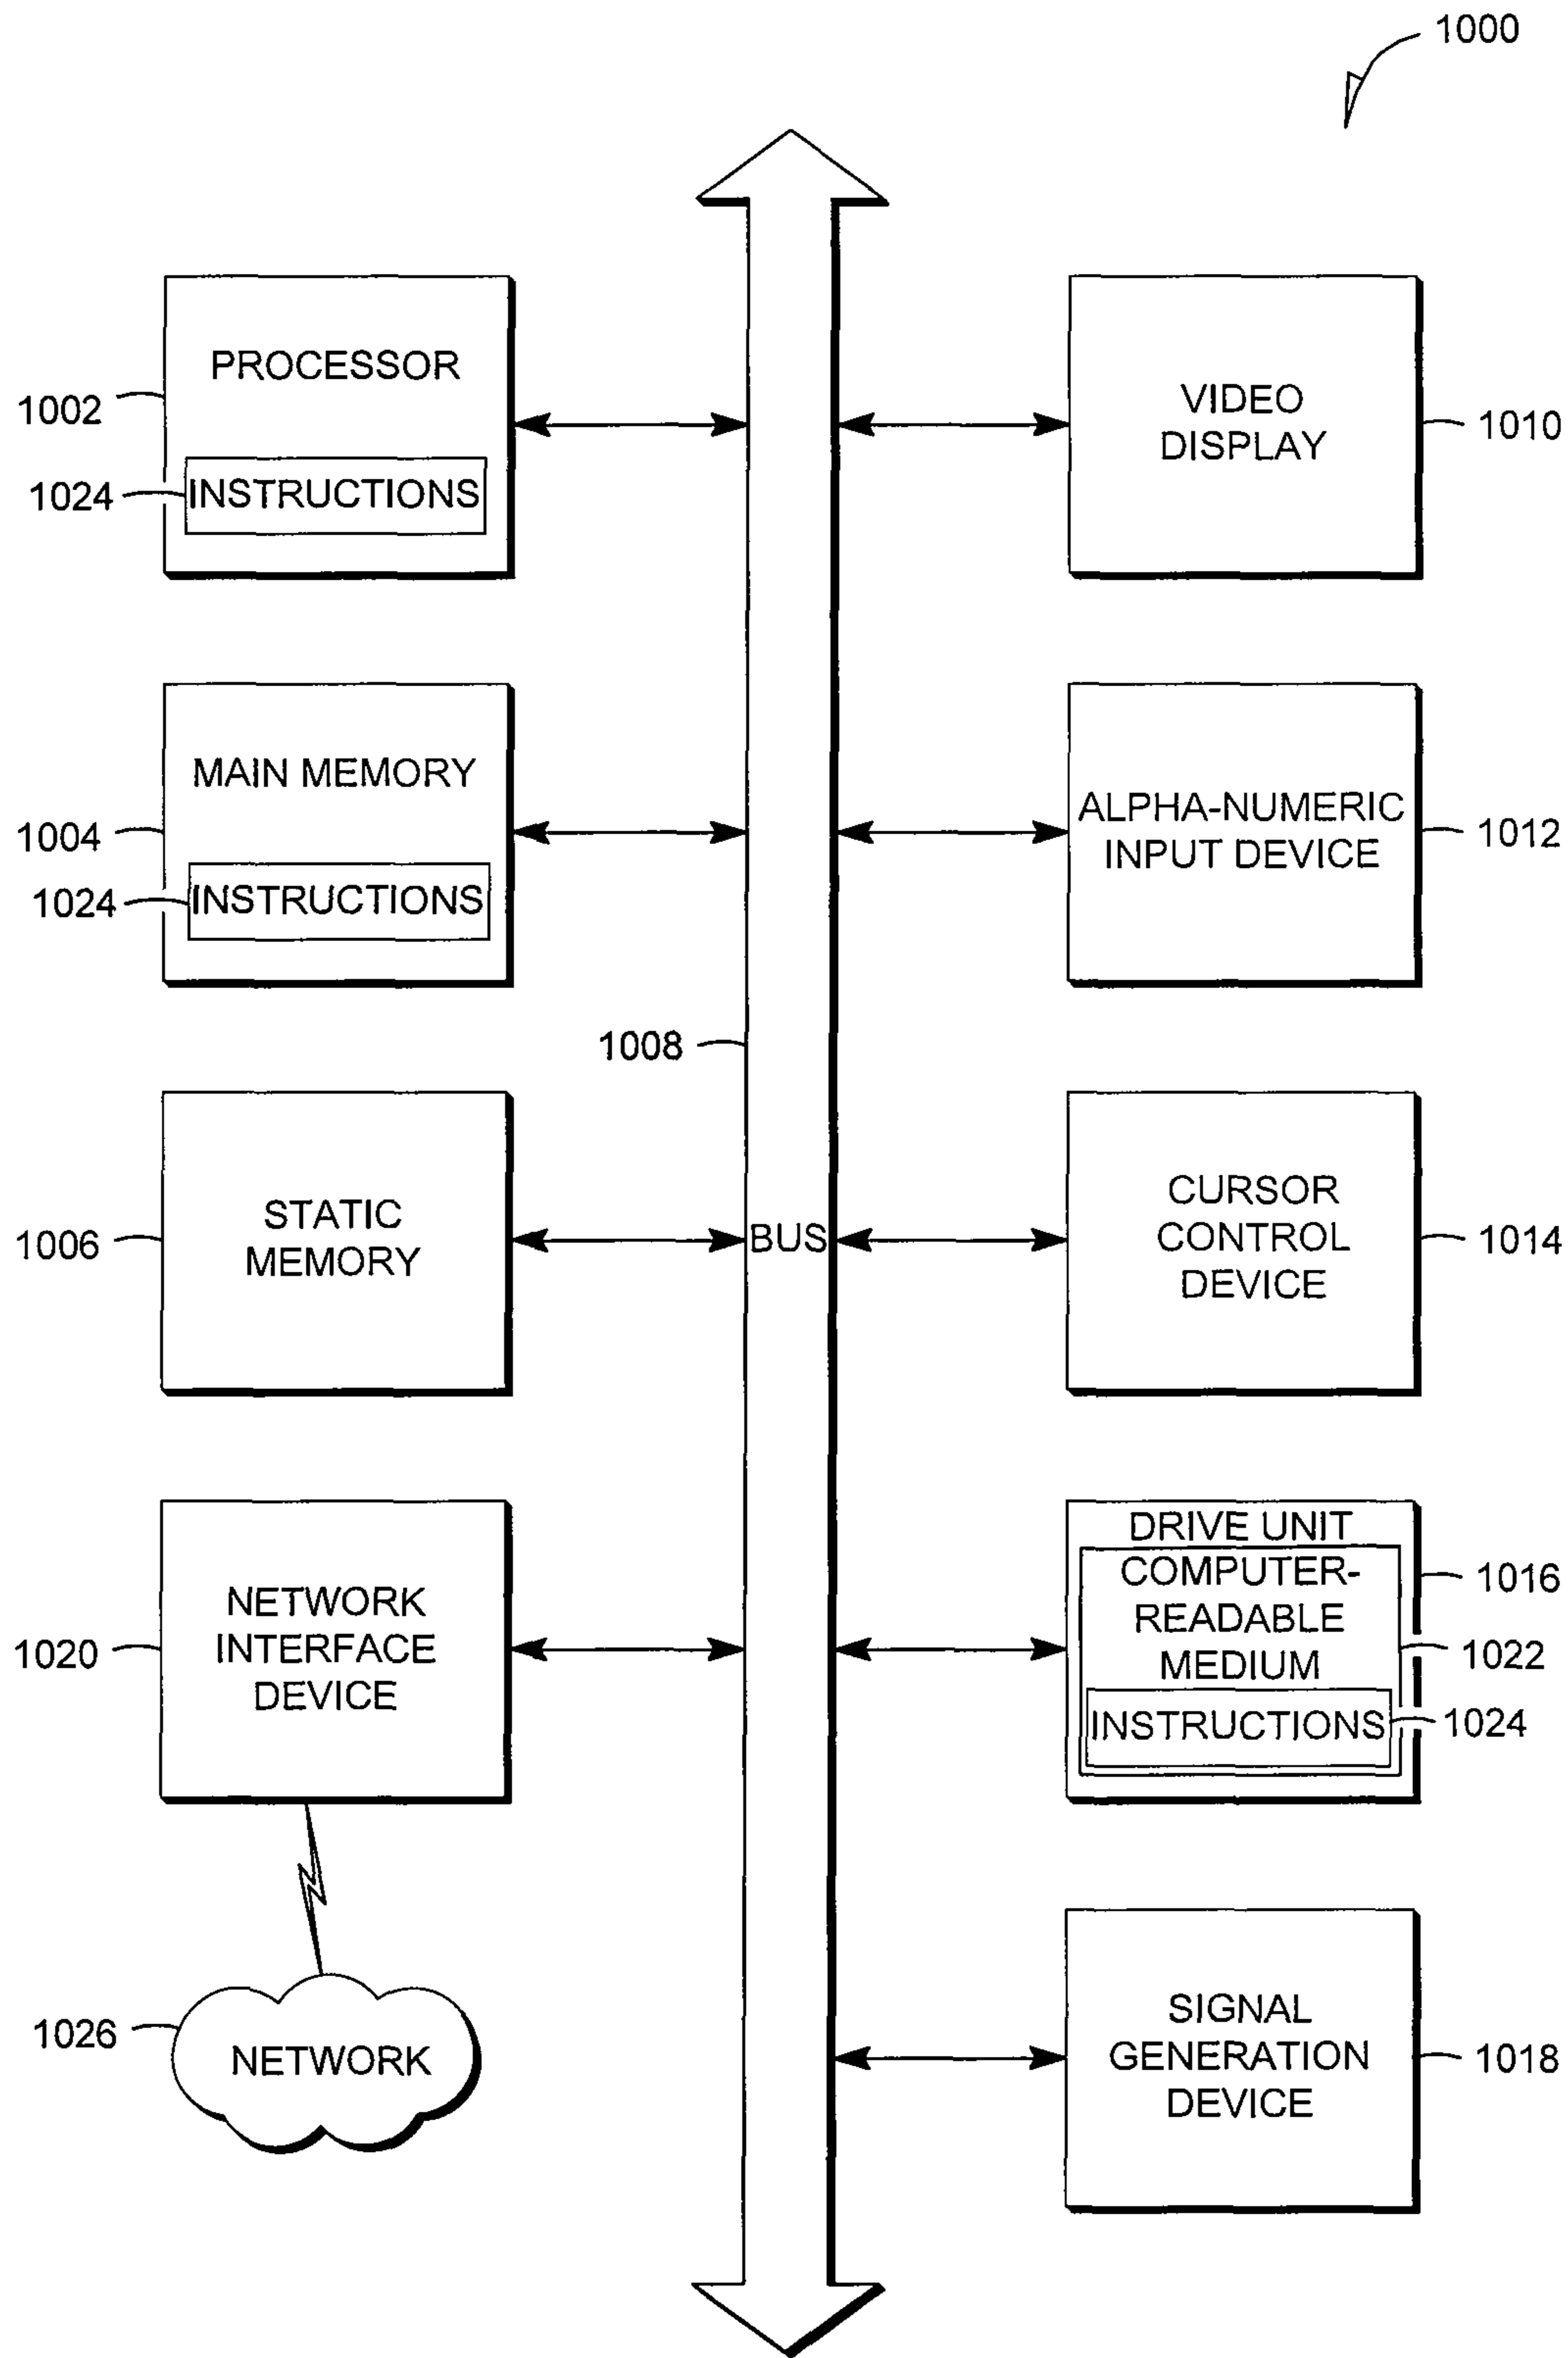 1000
PROCESSOR
1002
1024
INSTRUCTIONS
VIDEO
DISPLAY
1010
MAIN MEMORY
1004
1024
INSTRUCTIONS
ALPHA-NUMERIC
INPUT DEVICE
1012
1008
STATIC
MEMORY
1006
BUS
CURSOR
CONTROL
DEVICE
1014
NETWORK
INTERFACE
DEVICE
1020
DRIVE UNIT
COMPUTER-
READABLE
MEDIUM
1016
1022
INSTRUCTIONS
1024
1026
NETWORK
SIGNAL
GENERATION
DEVICE
1018